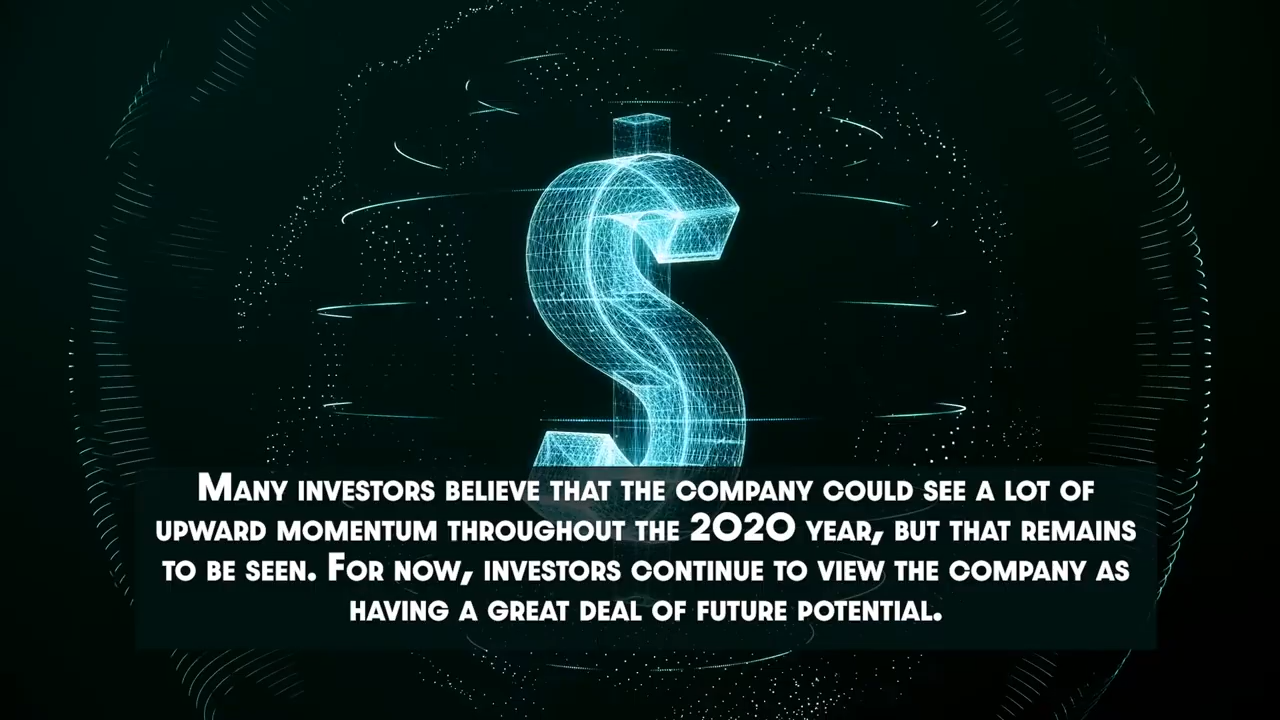 Many investors believe that the company could see a lot of
upward momentum throughout the 2020 year, but that remains
to be seen. For now, investors continue to view the company as
having a great deal of future potential.